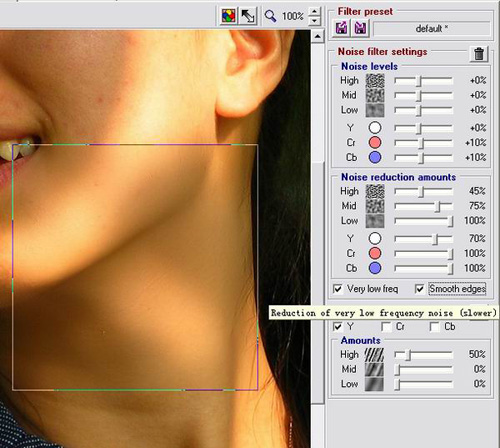 Filter preset
100%
default *
Noise filter settings
Noise levels
High +0%
Mid +0%
Low +0%
Y +0%
Cr +10%
Cb +10%
Noise reduction amounts
High 45%
Mid 75%
Low 100%
Y 70%
Cr 100%
Cb 100%
Very low freq Smooth edges
Reduction of very low frequency noise (slower)
Y Cr Cb
Amounts
High 50%
Mid 0%
Low 0%